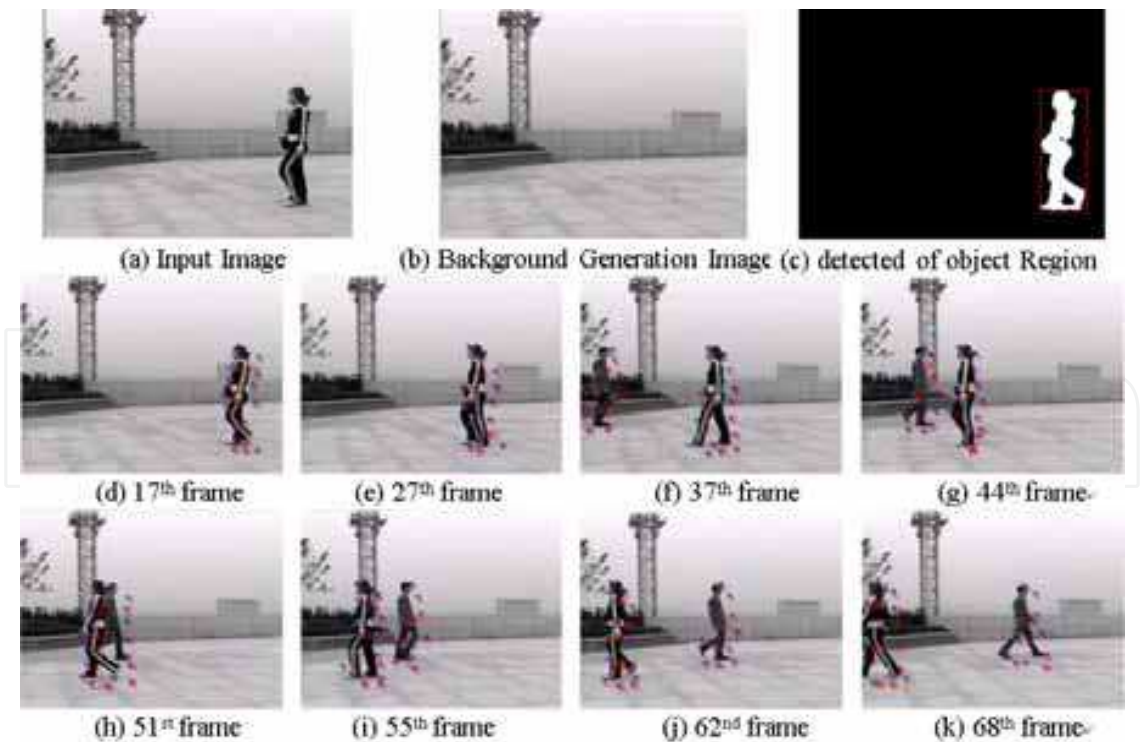 (a) Input Image
(b) Background Generation Image
(c) detected of object Region
(d) 17th frame
(e) 27th frame
(f) 37th frame
(g) 44th frame
(h) 51st frame
(i) 55th frame
(j) 62nd frame
(k) 68th frame